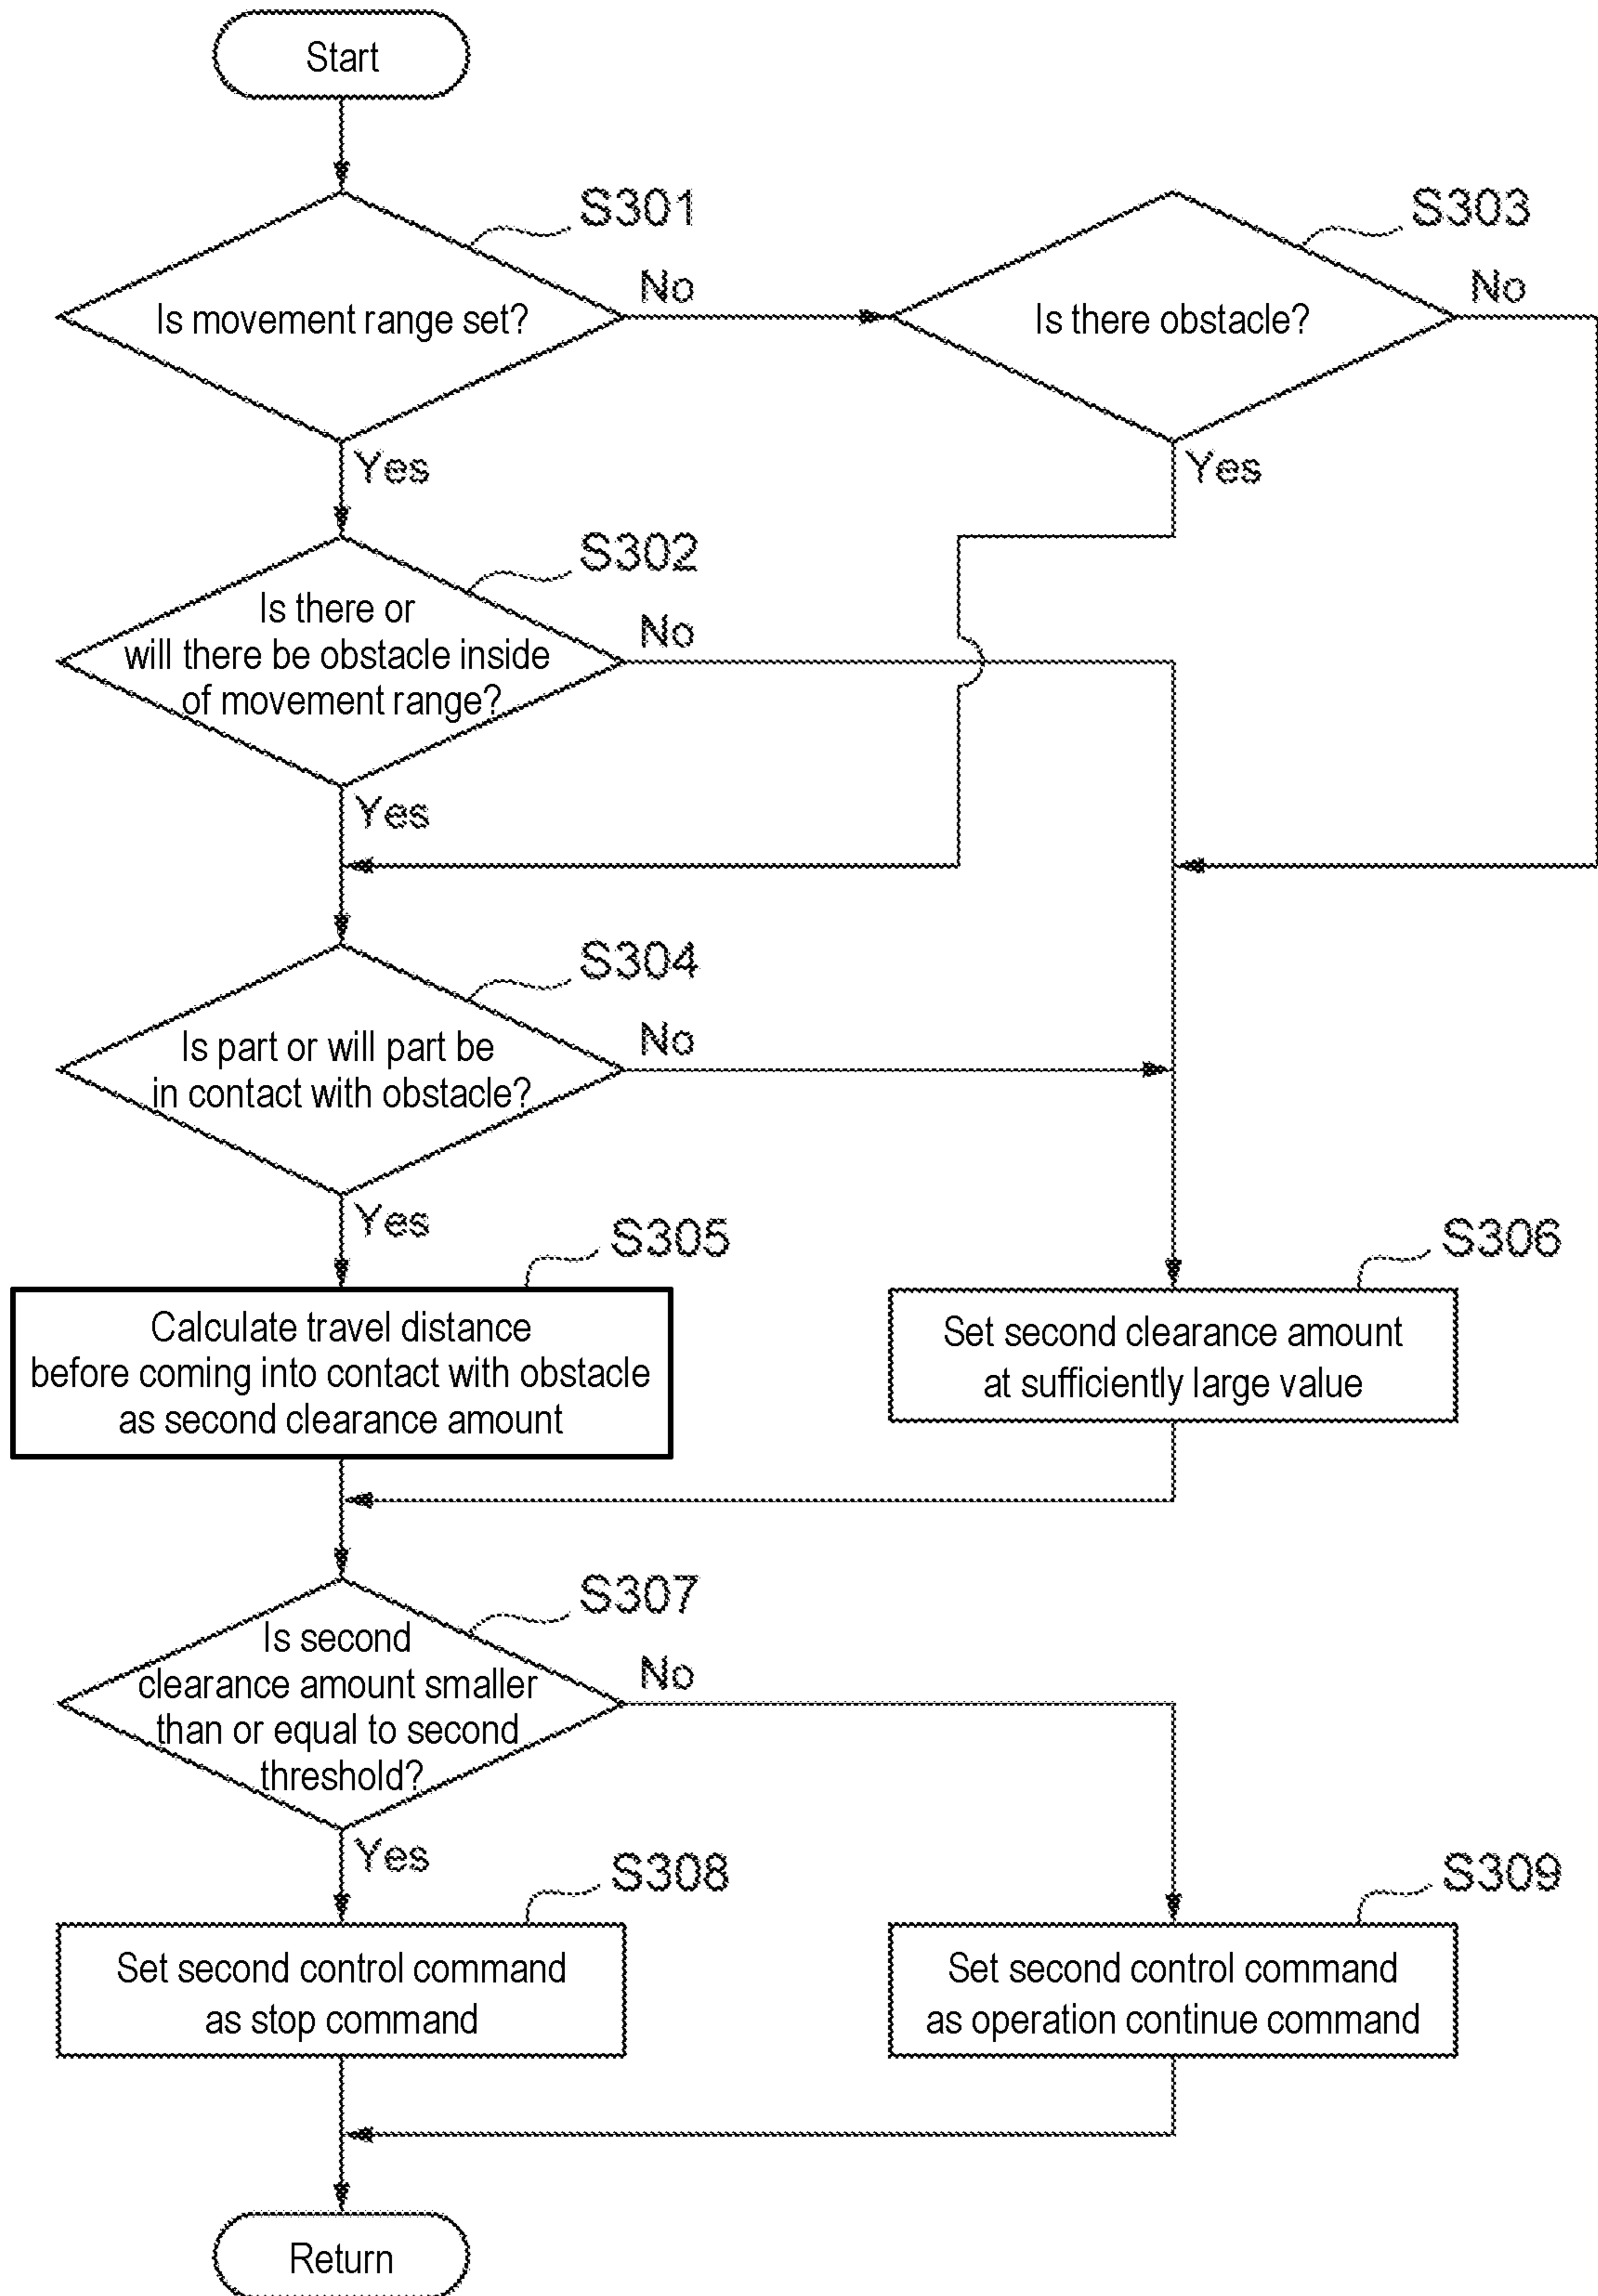 Start
S301
S303
Is movement range set?
No
Is there obstacle?
No
Yes
Yes
S302
Is there or
will there be obstacle inside
of movement range?
No
Yes
S304
Is part or will part be
in contact with obstacle?
No
Yes
S305
S306
Calculate travel distance
before coming into contact with obstacle
as second clearance amount
Set second clearance amount
at sufficiently large value
S307
Is second
clearance amount smaller
than or equal to second
threshold?
No
Yes
S308
S309
Set second control command
as stop command
Set second control command
as operation continue command
Return